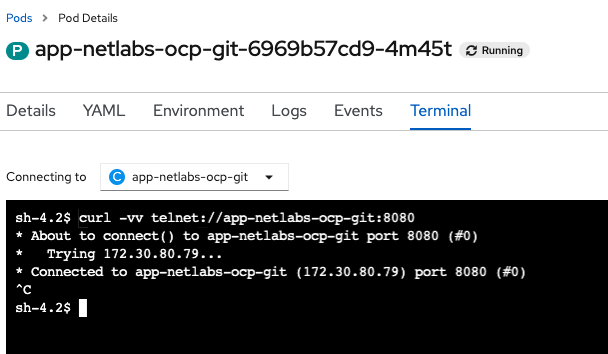 Pods > Pod Details
P app-netlabs-ocp-git-6969b57cd9-4m45t Running
Details YAML Environment Logs Events Terminal
Connecting to C app-netlabs-ocp-git
sh-4.2$ curl -vv telnet://app-netlabs-ocp-git:8080
* About to connect() to app-netlabs-ocp-git port 8080 (#0)
*   Trying 172.30.80.79...
* Connected to app-netlabs-ocp-git (172.30.80.79) port 8080 (#0)
^C
sh-4.2$